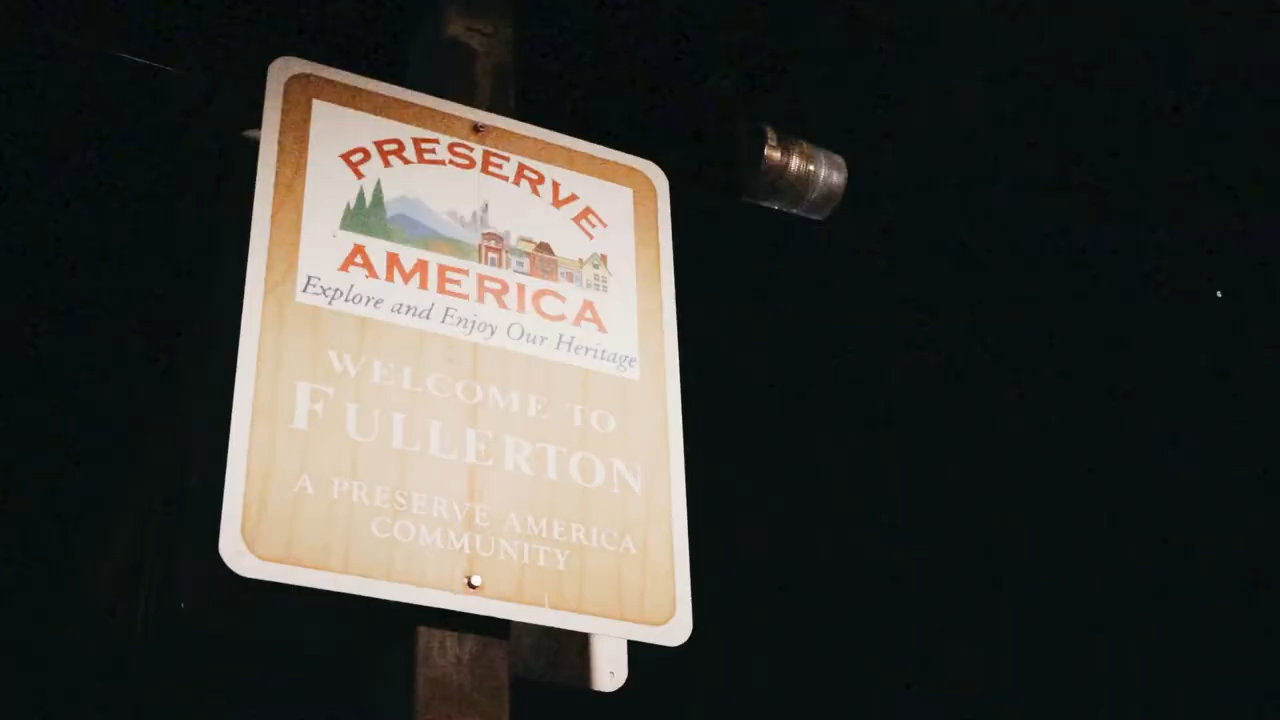 PRESERVE
AMERICA
Explore and Enjoy Our Heritage
WELCOME TO
FULLERTON
A PRESERVE AMERICA
COMMUNITY